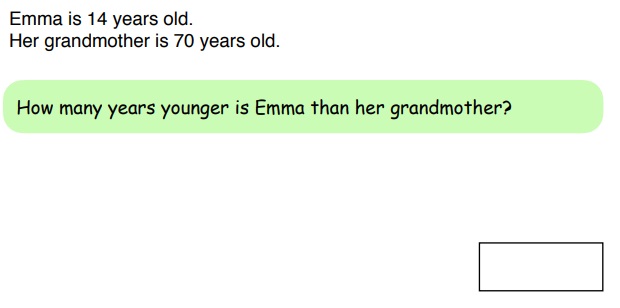 Emma is 14 years old.
Her grandmother is 70 years old.
How many years younger is Emma than her grandmother?